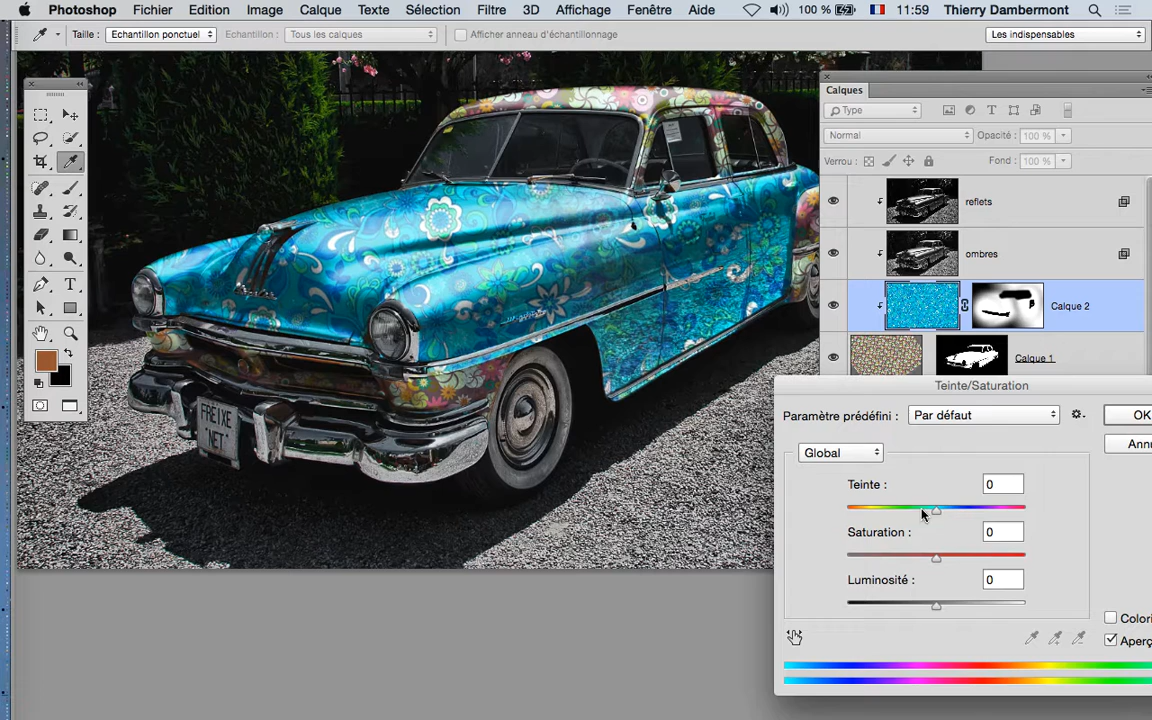 Photoshop Fichier Edition Image Calque Texte Sélection Filtre 3D Affichage Fenêtre Aide 100 % 11:59 Thierry Dambermont
Taille : Echantillon ponctuel Echantillon : Tous les calques Afficher anneau d'échantillonnage Les indispensables
Calques
Type
Normal Opacité : 100 %
Verrou : Fond : 100 %
reflets
ombres
Calque 2
Calque 1
FREIXE
"NET"
Teinte/Saturation
Paramètre prédéfini : Par défaut OK
Annu
Global
Teinte : 0
Saturation : 0
Luminosité : 0
Colori
Aperç